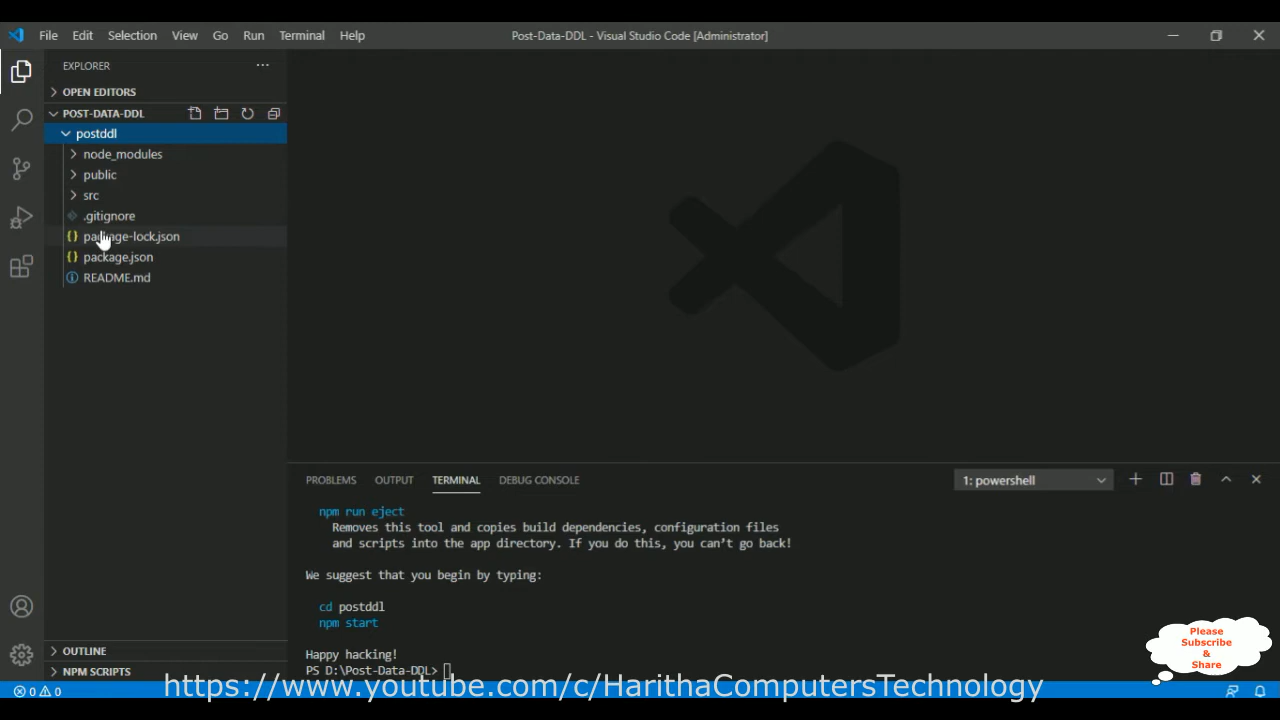 File Edit Selection View Go Run Terminal Help
Post-Data-DDL - Visual Studio Code [Administrator]
EXPLORER
OPEN EDITORS
POST-DATA-DDL
postddl
node_modules
public
src
.gitignore
package-lock.json
package.json
README.md
OUTLINE
NPM SCRIPTS
PROBLEMS OUTPUT TERMINAL DEBUG CONSOLE
1: powershell
npm run eject
Removes this tool and copies build dependencies, configuration files
and scripts into the app directory. If you do this, you can't go back!
We suggest that you begin by typing:
cd postddl
npm start
Happy hacking!
PS D:\Post-Data-DDL>
Please
Subscribe
&
Share
0 0
https://www.youtube.com/c/HarithaComputersTechnology